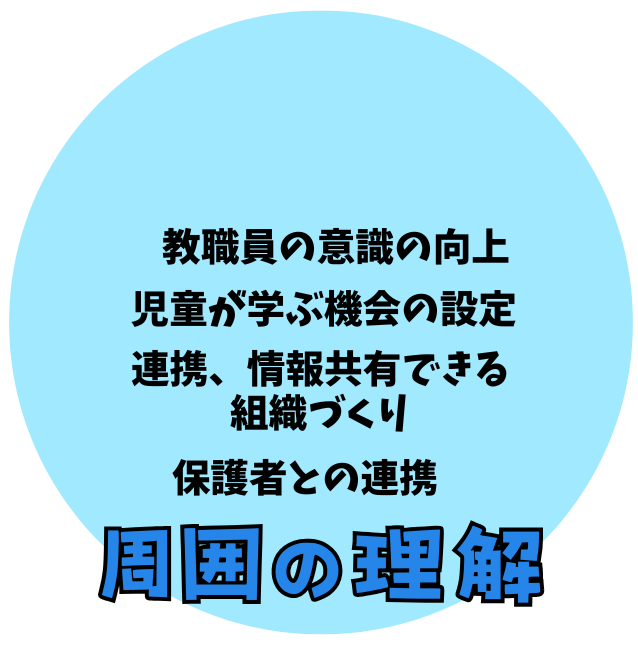 教職員の意識の向上
児童が学ぶ機会の設定
連携、情報共有できる
組織づくり
保護者との連携
周囲の理解